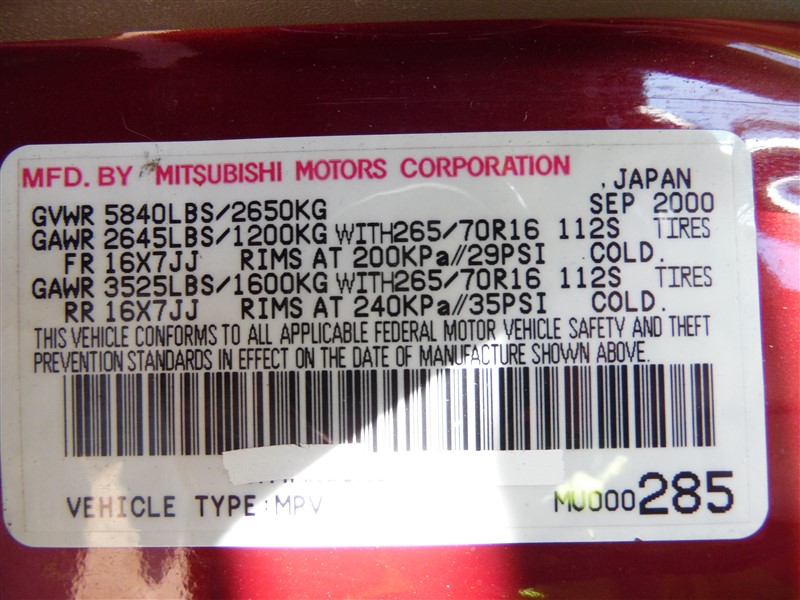 MFD. BY MITSUBISHI MOTORS CORPORATION
, JAPAN
GVWR 5840LBS/2650KG SEP 2000
GAWR 2645LBS/1200KG WITH265/70R16 112S TIRES
FR 16X7JJ RIMS AT 200KPa//29PSI COLD.
GAWR 3525LBS/1600KG WITH265/70R16 112S TIRES
RR 16X7JJ RIMS AT 240KPa//35PSI COLD.
THIS VEHICLE CONFORMS TO ALL APPLICABLE FEDERAL MOTOR VEHICLE SAFETY AND THEFT
PREVENTION STANDARDS IN EFFECT ON THE DATE OF MANUFACTURE SHOWN ABOVE.
VEHICLE TYPE:MPV MU000285